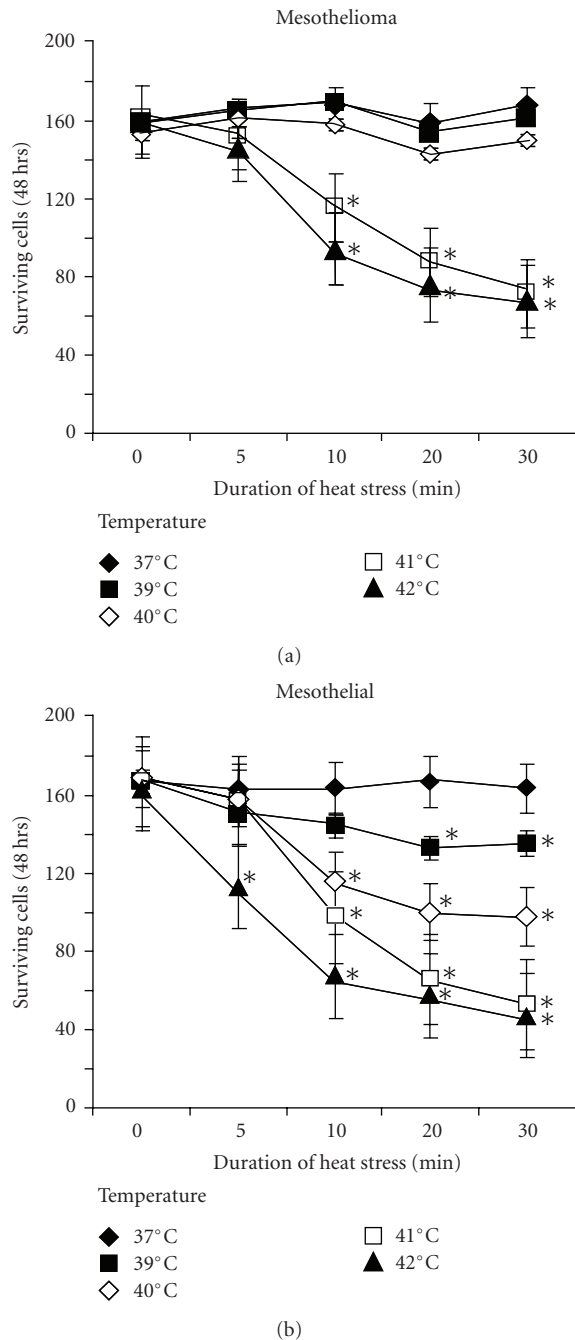 Mesothelioma
200
160
120
80
40
0
Surviving cells (48 hrs)
* 
*
*
*
*
*
0 5 10 20 30
Duration of heat stress (min)
Temperature
37°C 41°C
39°C 42°C
40°C
(a)
Mesothelial
200
160
120
80
40
0
Surviving cells (48 hrs)
*
*
*
*
*
*
*
*
*
*
*
0 5 10 20 30
Duration of heat stress (min)
Temperature
37°C 41°C
39°C 42°C
40°C
(b)